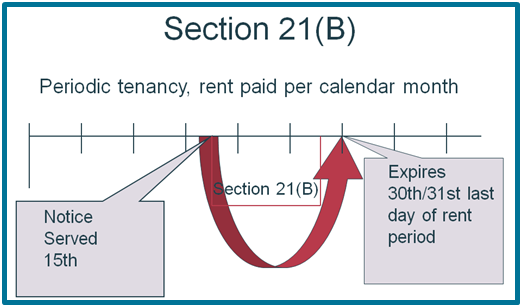 Section 21(B)
Periodic tenancy, rent paid per calendar month
Section 21(B)
Notice
Served
15th
Expires
30th/31st last
day of rent
period